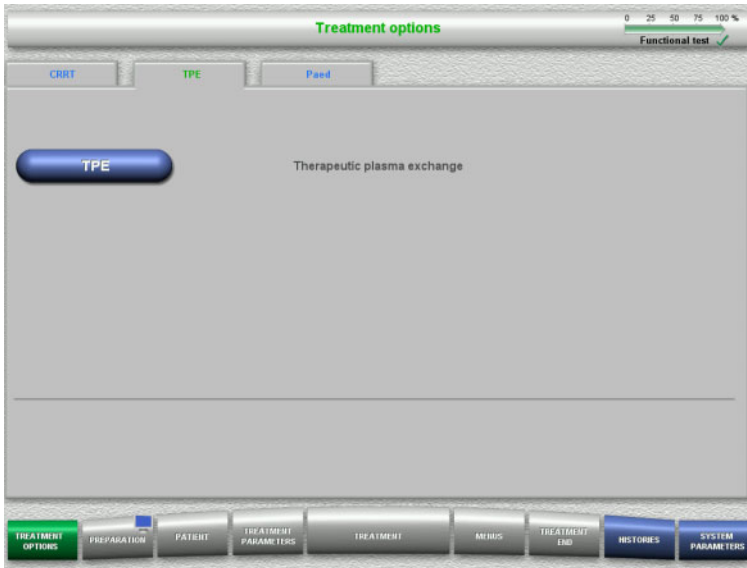 Treatment options
0 25 50 75 100 %
Functional test
CRRT TPE Paed
TPE Therapeutic plasma exchange
TREATMENT OPTIONS
PREPARATION
PATIENT
TREATMENT PARAMETERS
TREATMENT
MENUS
TREATMENT END
HISTORIES
SYSTEM PARAMETERS